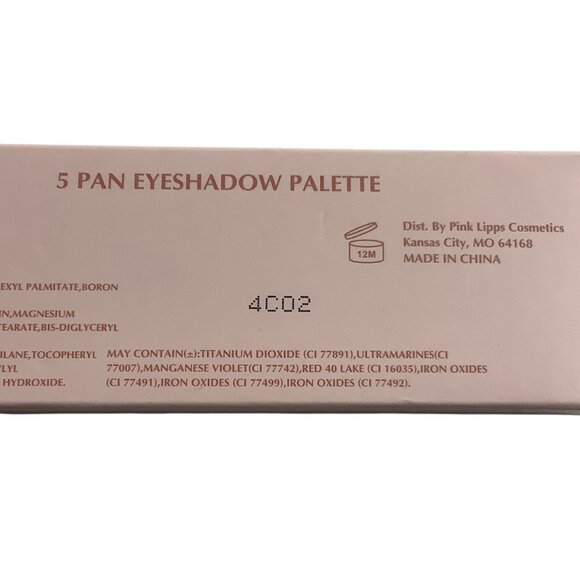 5 PAN EYESHADOW PALETTE
Dist. By Pink Lipps Cosmetics
Kansas City, MO 64168
MADE IN CHINA
12M
EXYL PALMITATE,BORON
IN,MAGNESIUM
TEARATE,BIS-DIGLYCERYL
ILANE,TOCOPHERYL
YLYL
HYDROXIDE.
4C02
MAY CONTAIN(±):TITANIUM DIOXIDE (CI 77891),ULTRAMARINES(CI
77007),MANGANESE VIOLET(CI 77742),RED 40 LAKE (CI 16035),IRON OXIDES
(CI 77491),IRON OXIDES (CI 77499),IRON OXIDES (CI 77492).